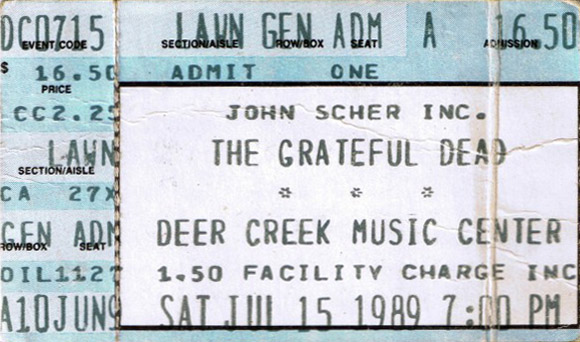 DC0715 LAWN GEN ADM A 16.50
EVENT CODE SECTION/AISLE ROW/BOX SEAT ADMISSION
$ 16.50 ADMIT ONE
PRICE
CC2.25 JOHN SCHER INC.
LAWN THE GRATEFUL DEAD
SECTION/AISLE
CA 27X * * *
GEN ADM DEER CREEK MUSIC CENTER
ROW/BOX SEAT
OIL1127 1.50 FACILITY CHARGE INC
A10JUN9 SAT JUL 15 1989 7:00 PM